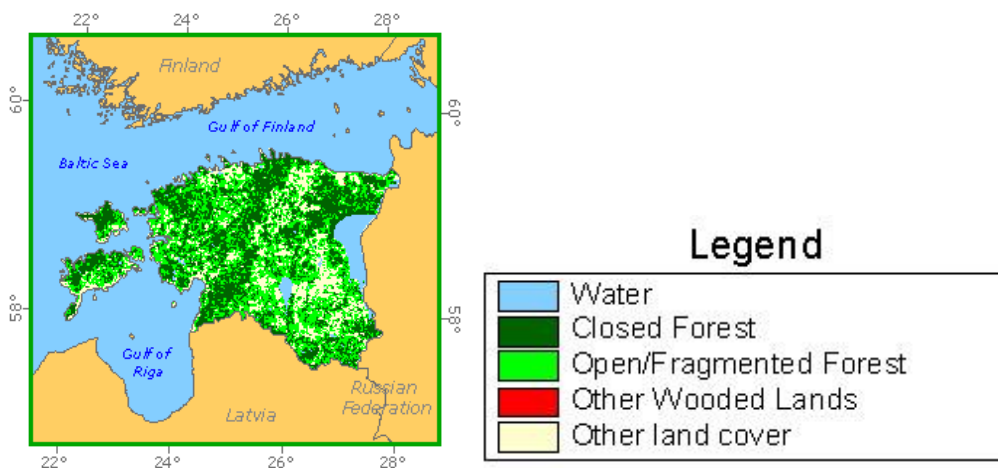 22° 24° 26° 28°
Finland
60°
60°
Gulf of Finland
Baltic Sea
58°
58°
Gulf of
Riga
Russian
Federation
Latvia
22° 24° 26° 28°
Legend
Water
Closed Forest
Open/Fragmented Forest
Other Wooded Lands
Other land cover